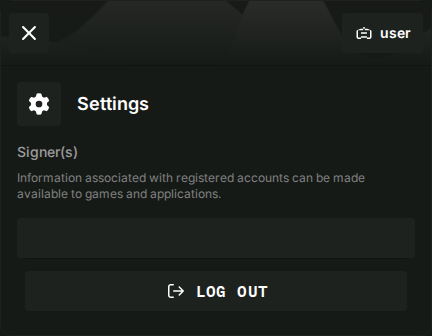 user
Settings
Signer(s)
Information associated with registered accounts can be made
available to games and applications.
LOG OUT